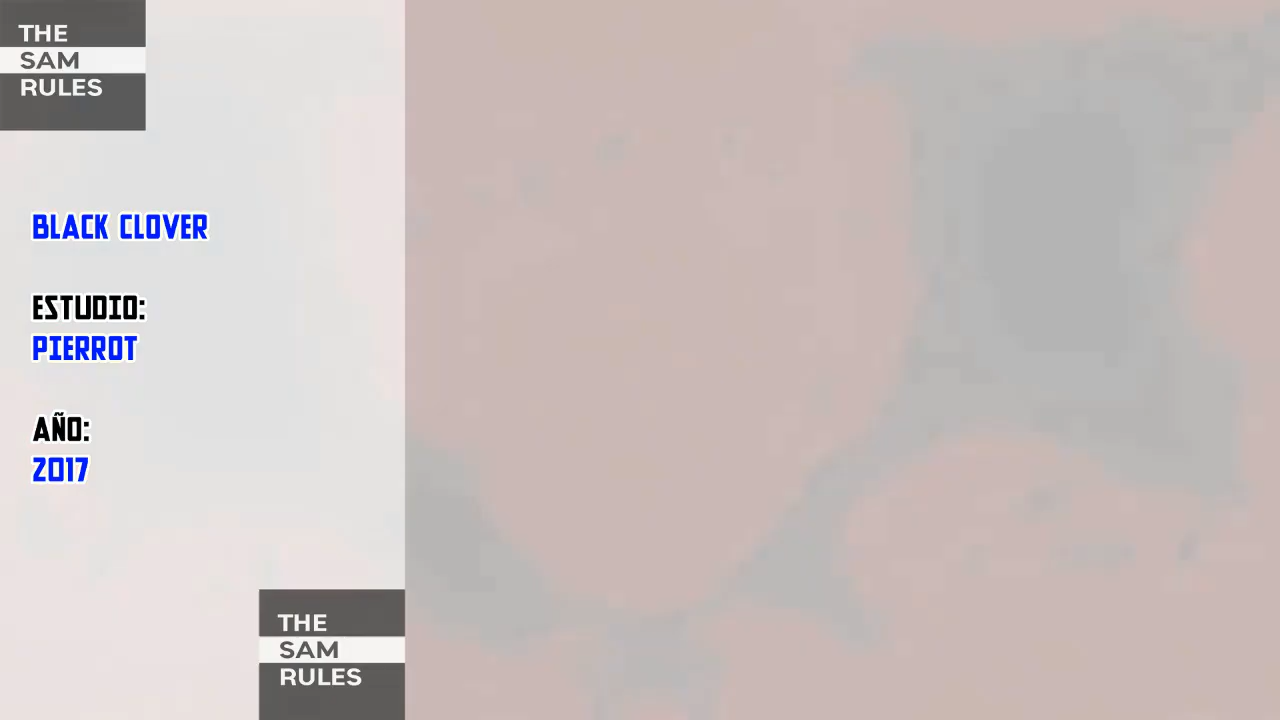 THE
SAM
RULES
BLACK CLOVER
ESTUDIO:
PIERROT
AÑO:
2017
THE
SAM
RULES